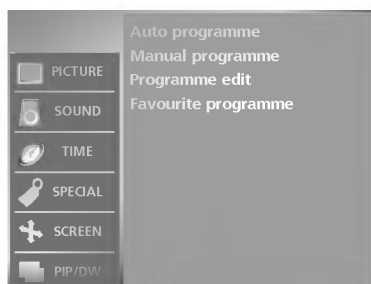 Auto programme
Manual programme
Programme edit
Favourite programme
PICTURE
SOUND
TIME
SPECIAL
SCREEN
PIP/DW